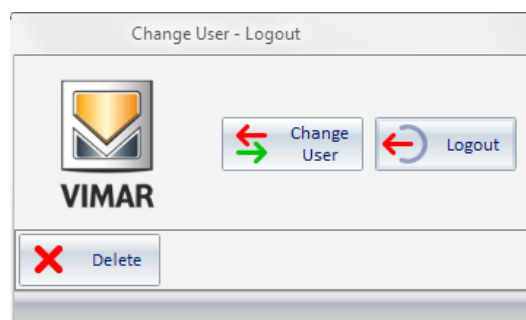 Change User - Logout
Change
User
Logout
VIMAR
Delete